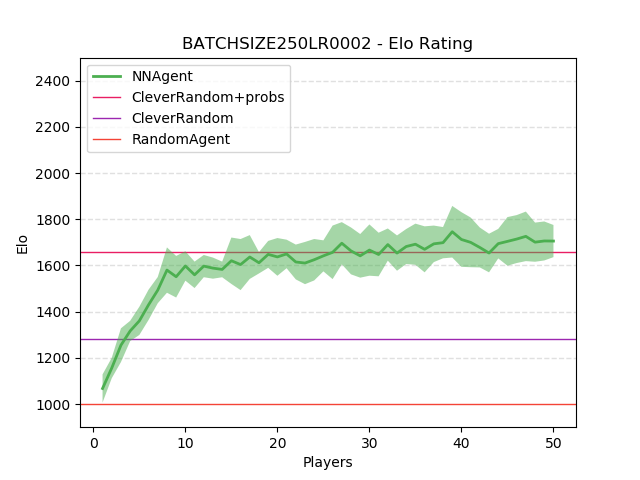 BATCHSIZE250LR0002 - Elo Rating
NNAgent
CleverRandom+probs
CleverRandom
RandomAgent
Elo
2400
2200
2000
1800
1600
1400
1200
1000
0 10 20 30 40 50
Players